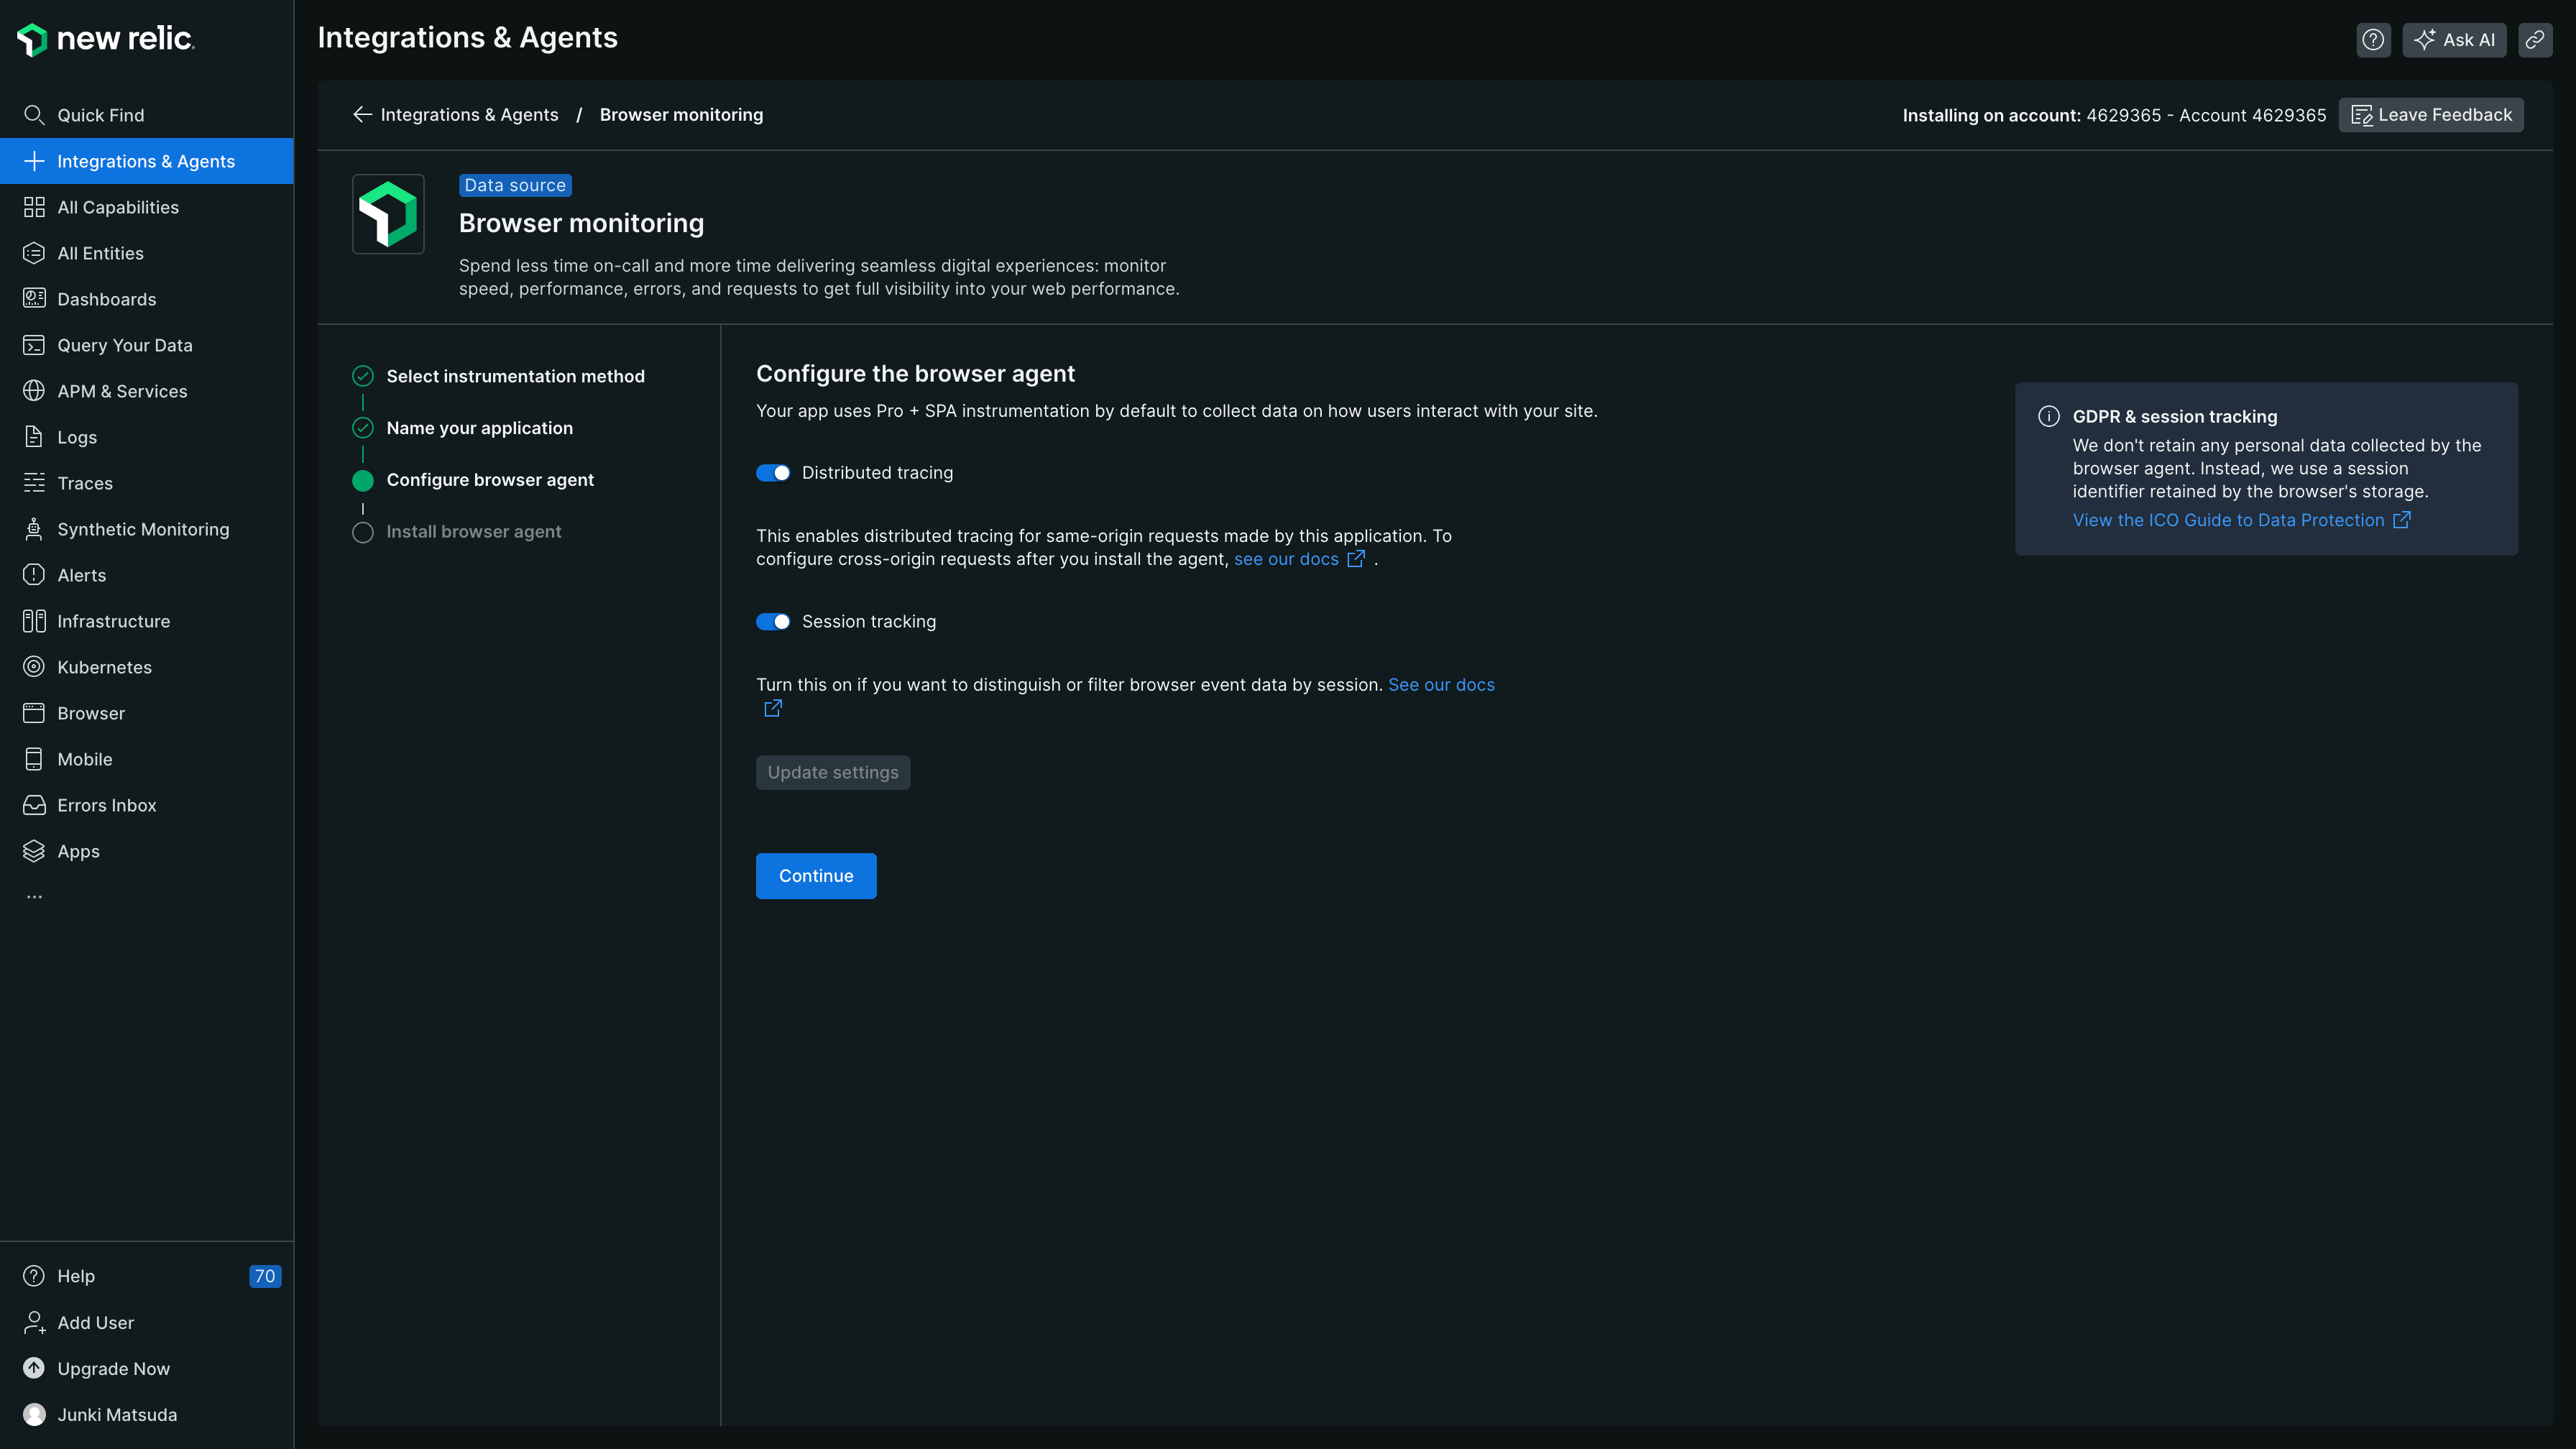 new relic.
Quick Find
Integrations & Agents
All Capabilities
All Entities
Dashboards
Query Your Data
APM & Services
Logs
Traces
Synthetic Monitoring
Alerts
Infrastructure
Kubernetes
Browser
Mobile
Errors Inbox
Apps
...
Help
70
Add User
Upgrade Now
Junki Matsuda
Integrations & Agents
Ask AI
Integrations & Agents / Browser monitoring
Installing on account: 4629365 - Account 4629365
Leave Feedback
Data source
Browser monitoring
Spend less time on-call and more time delivering seamless digital experiences: monitor
speed, performance, errors, and requests to get full visibility into your web performance.
Select instrumentation method
Name your application
Configure browser agent
Install browser agent
Configure the browser agent
Your app uses Pro + SPA instrumentation by default to collect data on how users interact with your site.
Distributed tracing
This enables distributed tracing for same-origin requests made by this application. To
configure cross-origin requests after you install the agent, see our docs .
Session tracking
Turn this on if you want to distinguish or filter browser event data by session. See our docs
Update settings
Continue
GDPR & session tracking
We don't retain any personal data collected by the
browser agent. Instead, we use a session
identifier retained by the browser's storage.
View the ICO Guide to Data Protection